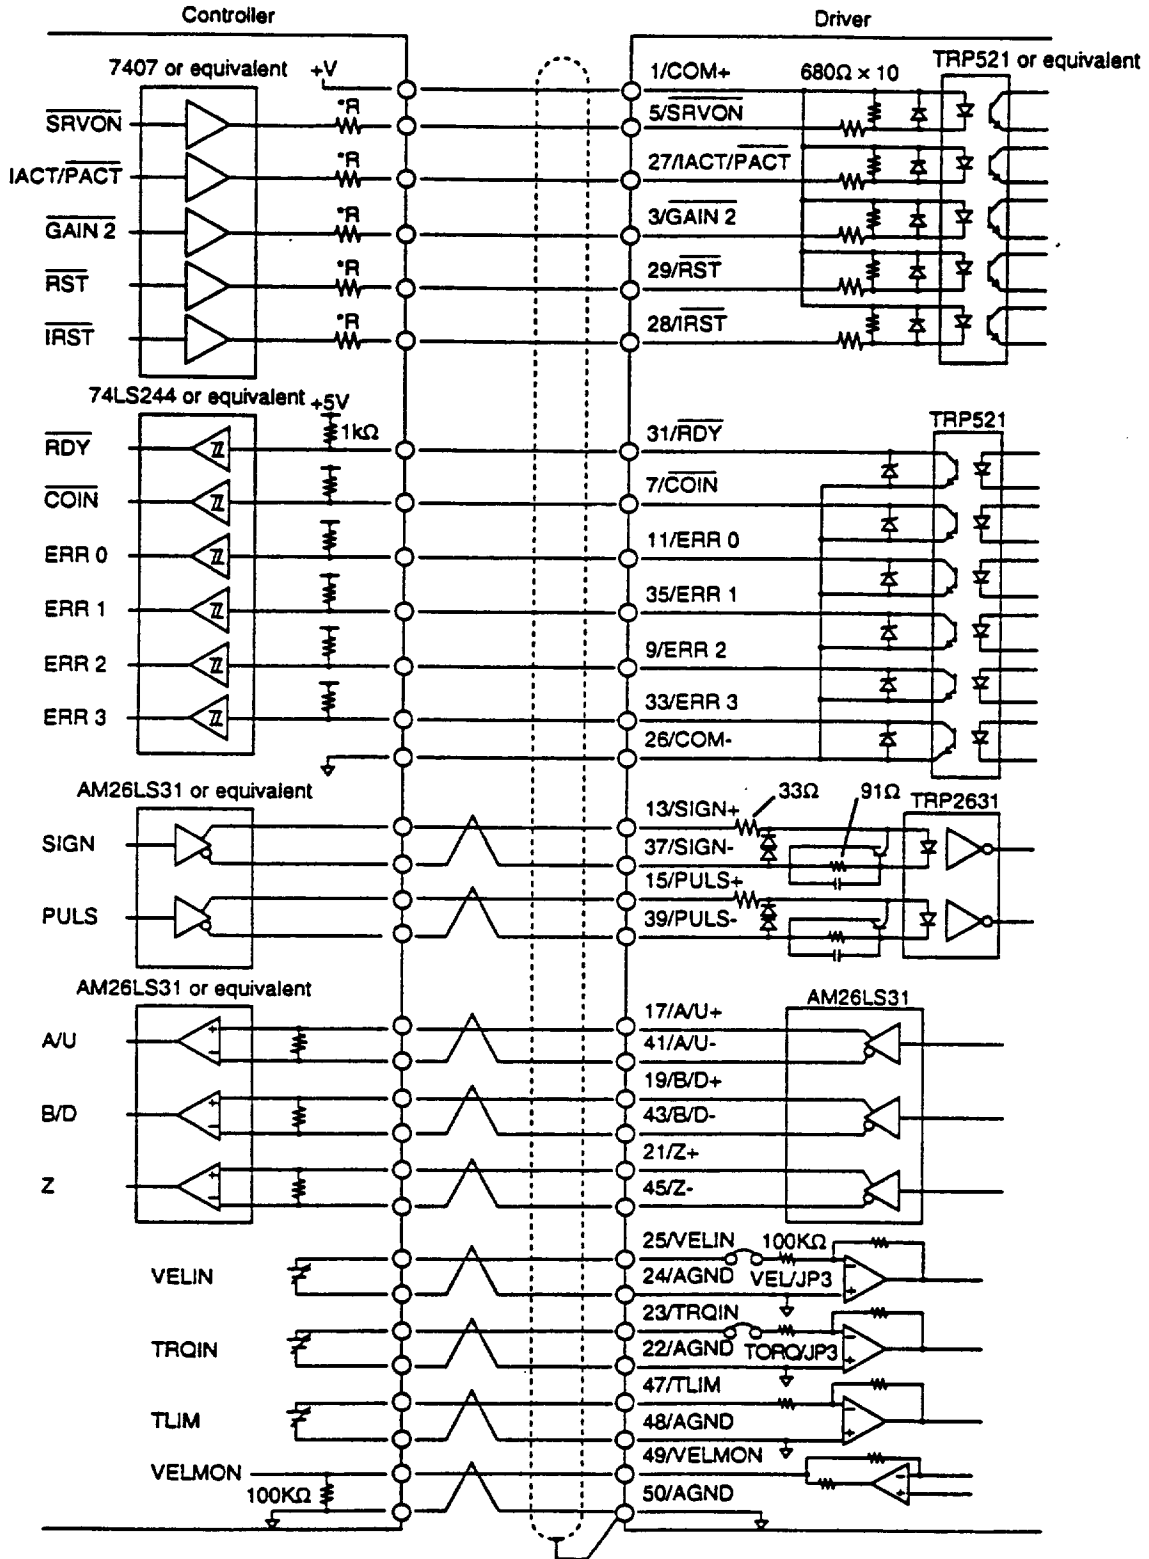 Controller
Driver
7407 or equivalent
+V
1/COM+
680Ω × 10
TRP521 or equivalent
SRVON
*R
5/SRVON
IACT/PACT
*R
27/IACT/PACT
GAIN 2
*R
3/GAIN 2
RST
*R
29/RST
IRST
*R
28/IRST
74LS244 or equivalent
+5V
TRP521
RDY
1kΩ
31/RDY
COIN
7/COIN
ERR 0
11/ERR 0
ERR 1
35/ERR 1
ERR 2
9/ERR 2
ERR 3
33/ERR 3
26/COM-
AM26LS31 or equivalent
13/SIGN+
33Ω
91Ω
TRP2631
SIGN
37/SIGN-
15/PULS+
PULS
39/PULS-
AM26LS31 or equivalent
AM26LS31
A/U
17/A/U+
41/A/U-
B/D
19/B/D+
43/B/D-
Z
21/Z+
45/Z-
VELIN
25/VELIN
100KΩ
24/AGND
VEL/JP3
TRQIN
23/TRQIN
22/AGND
TORQ/JP3
TLIM
47/TLIM
48/AGND
VELMON
49/VELMON
100KΩ
50/AGND